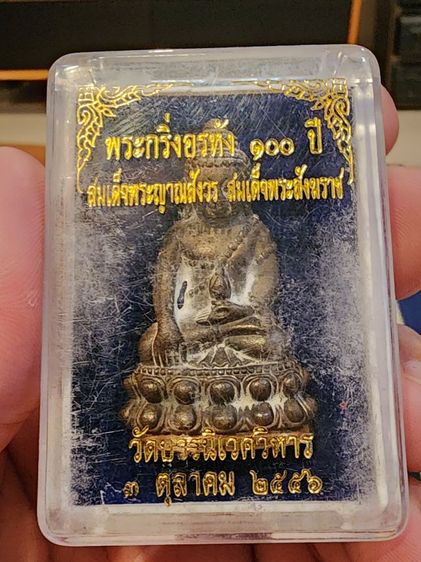 พระกริ่งอรหัง ๑๐๐ ปี
สมเด็จพระญาณสังวร สมเด็จพระสังฆราช
วัดบวรนิเวศวิหาร
๓ ตุลาคม ๒๕๕๖